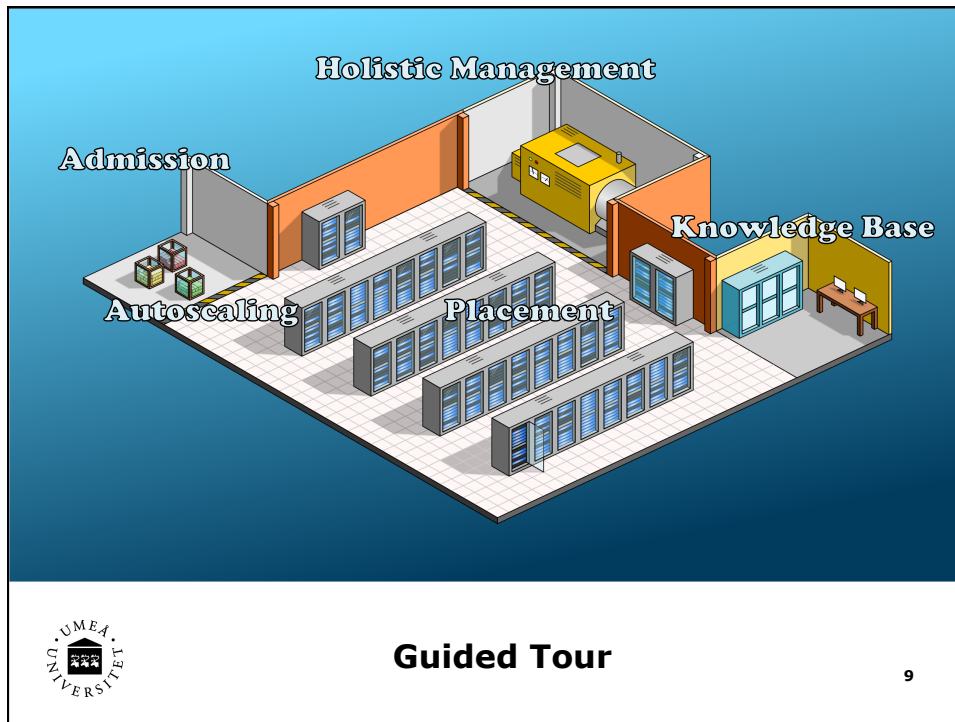 Holistic Management
Admission
Knowledge Base
Autoscaling
Placement
UMEÅ
UNIVERSITET
Guided Tour
9